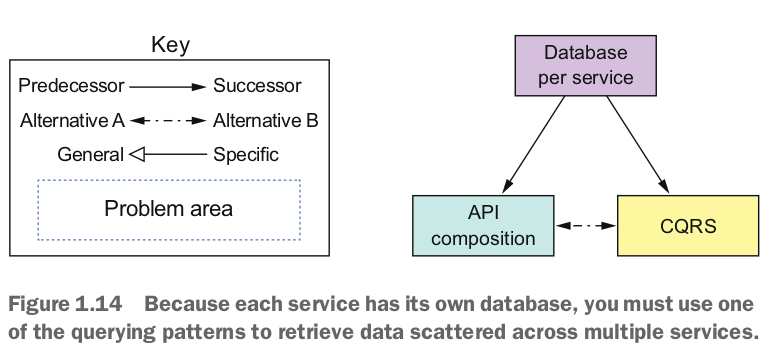 Key
Predecessor Successor
Alternative A Alternative B
General Specific
Problem area
Database
per service
API
composition
CQRS
Figure 1.14 Because each service has its own database, you must use one
of the querying patterns to retrieve data scattered across multiple services.